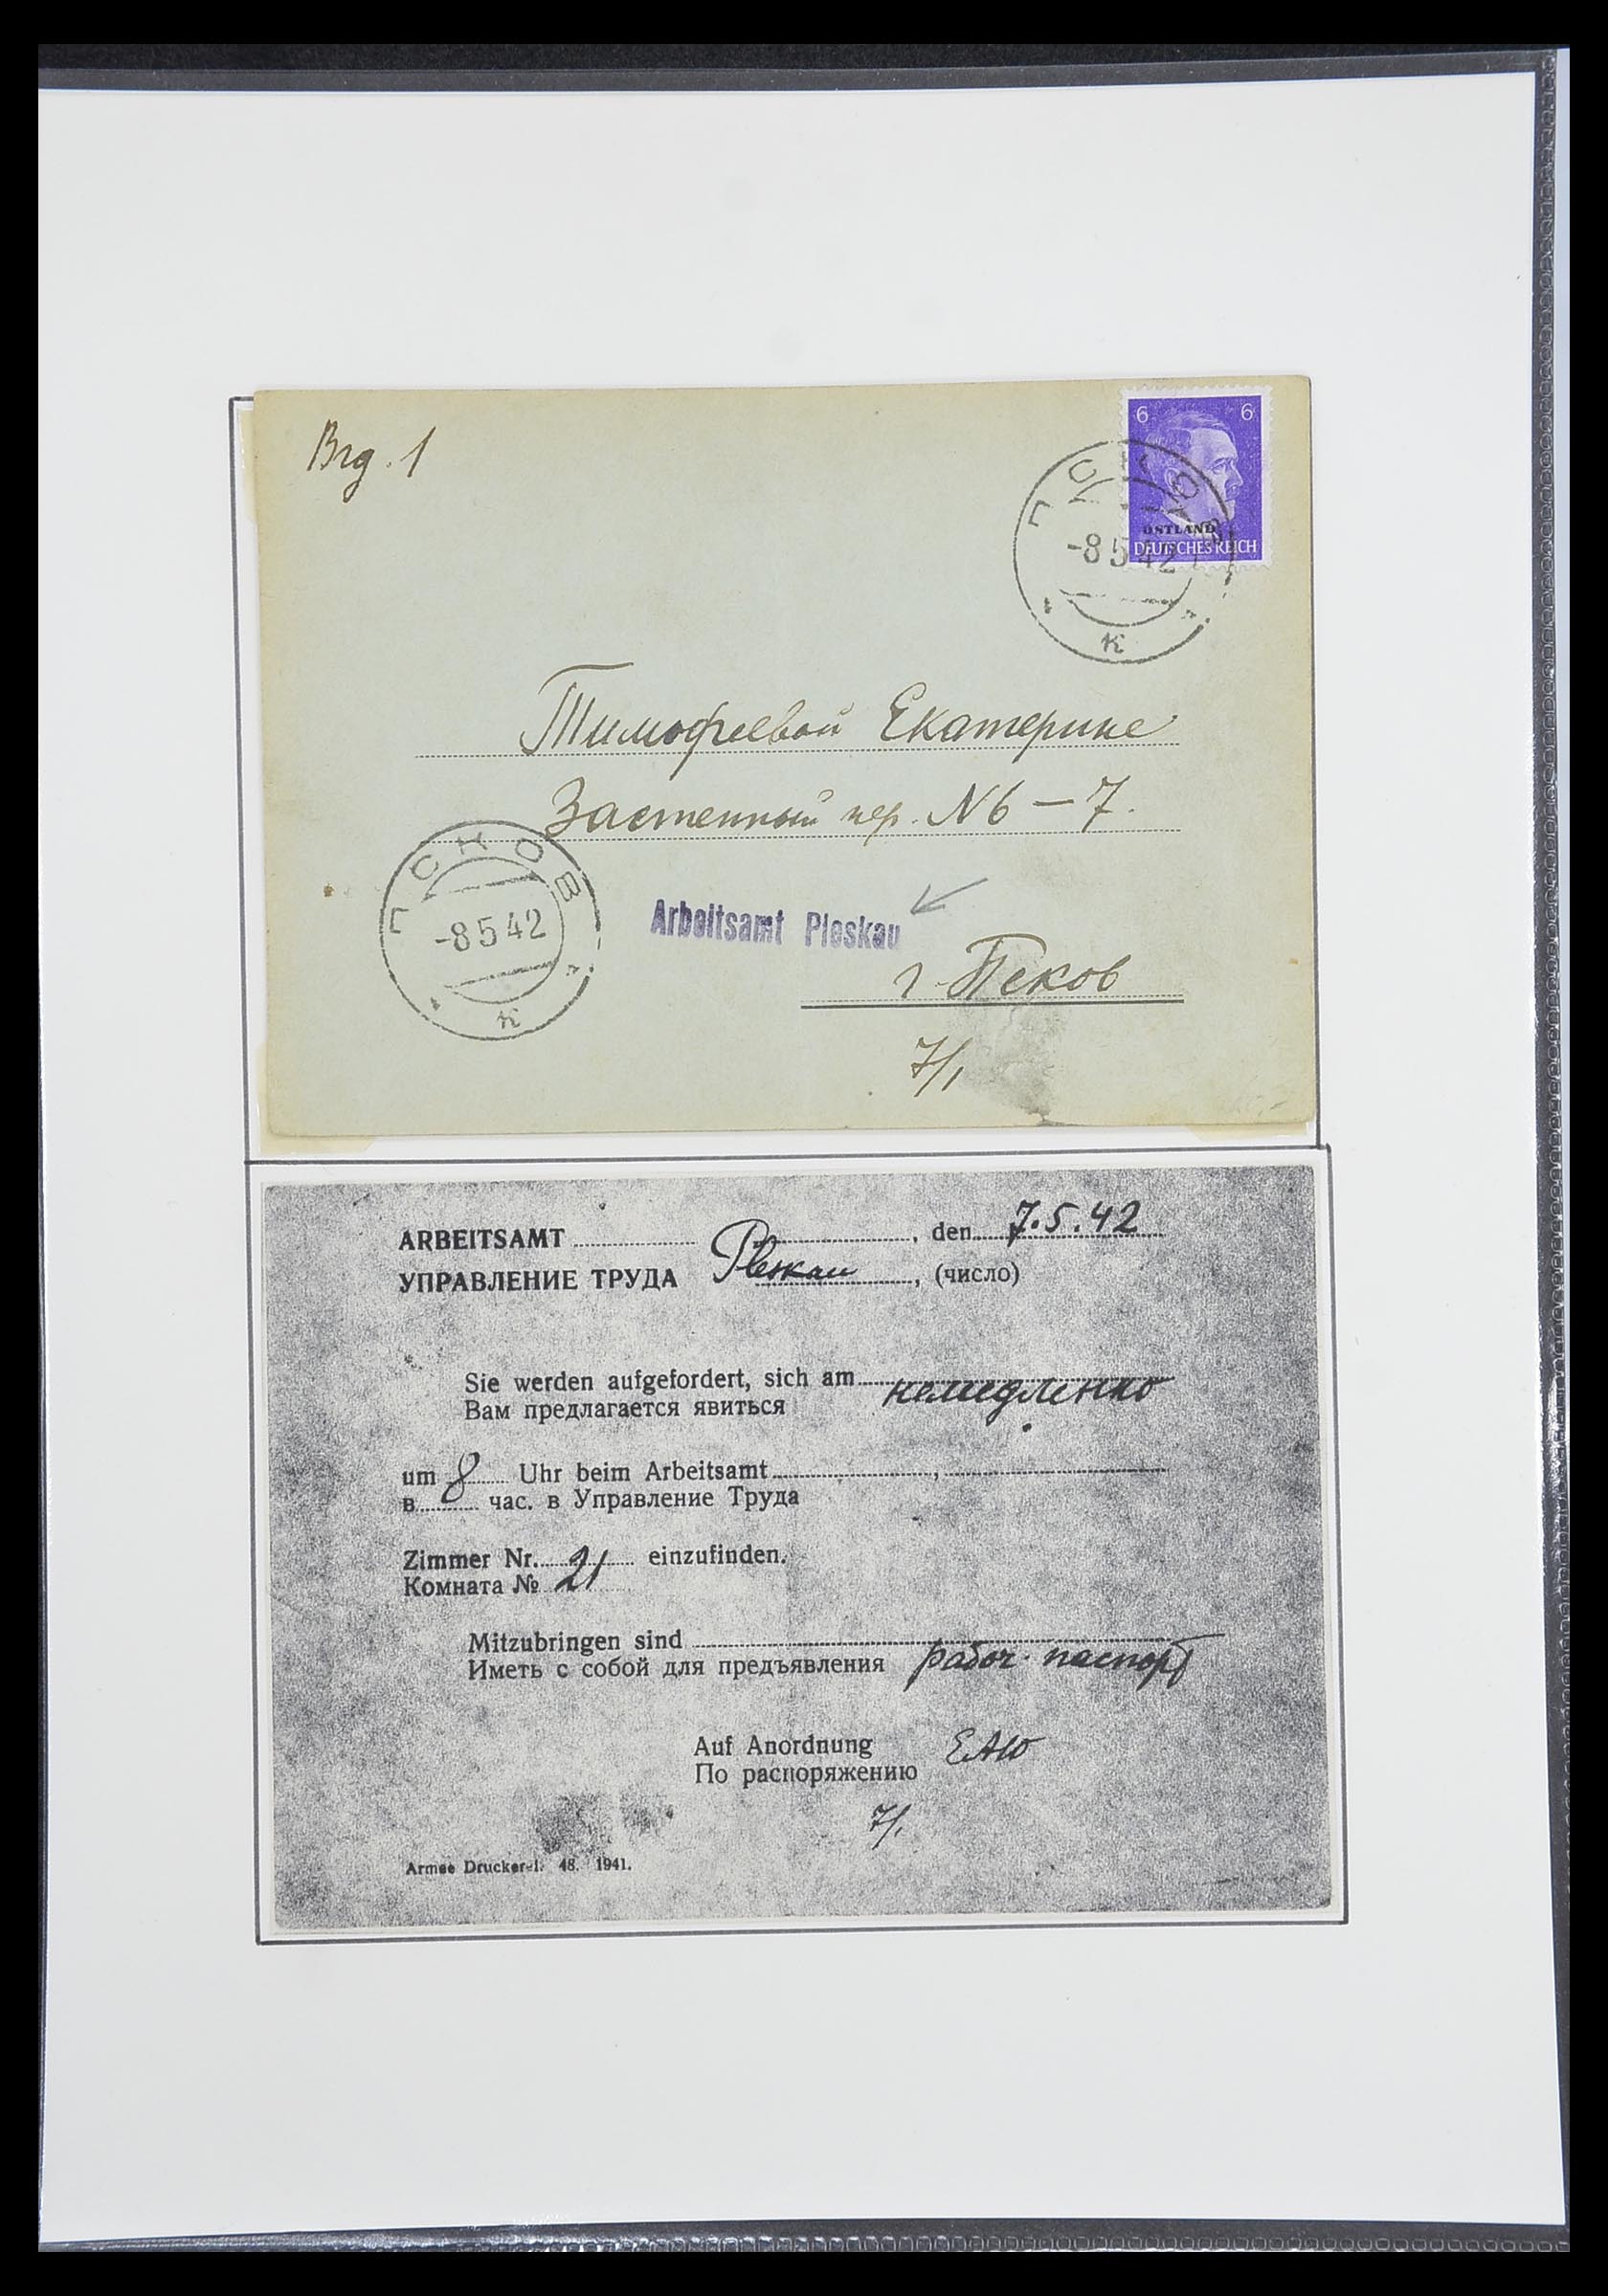 Brg. 1
6 6
OSTLAND
DEUTSCHES REICH
ПСКОВ
-8 5 42
к
Тимофеевой Екатерине
Застенный пер. N6 – 7.
ПСКОВ
-8 5 42
к
Arbeitsamt Pleskau
г. Псков
7/1
ARBEITSAMT Pleskau, den 7.5.42
УПРАВЛЕНИЕ ТРУДА , (число)
Sie werden aufgefordert, sich am немедленно
Вам предлагается явиться
um 8 Uhr beim Arbeitsamt ,
в час. в Управление Труда
Zimmer Nr. 21 einzufinden.
Комната №
Mitzubringen sind
Иметь с собой для предъявления рабоч. паспорт
Auf Anordnung
По распоряжению
7/1
Armee Druckerei. 48. 1941.